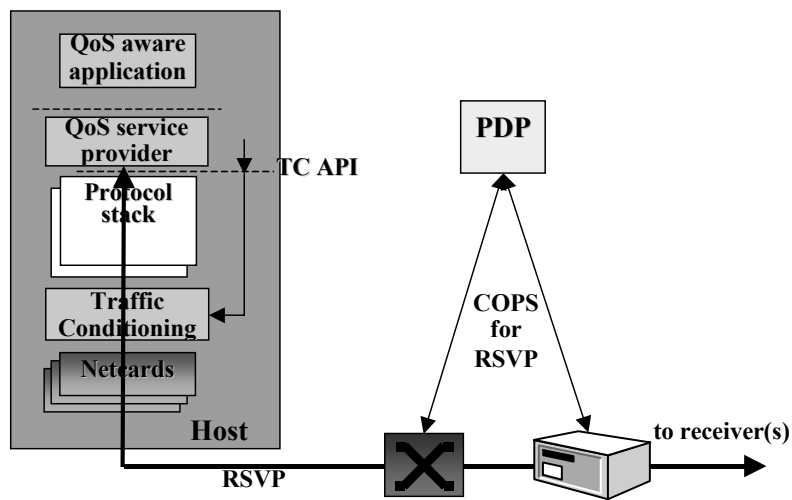 QoS aware
application
QoS service
provider
TC API
Protocol
stack
Traffic
Conditioning
Netcards
Host
RSVP
PDP
COPS
for
RSVP
to receiver(s)